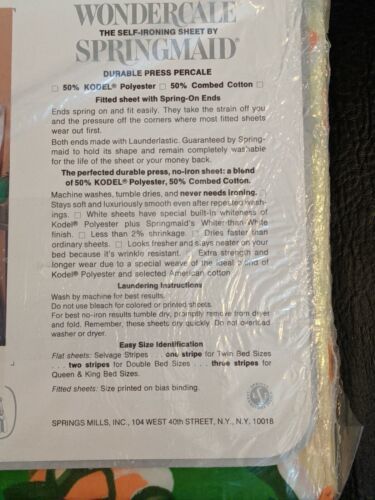 WONDERCALE
THE SELF-IRONING SHEET BY
SPRINGMAID®
DURABLE PRESS PERCALE
□ 50% KODEL® Polyester □ 50% Combed Cotton □
Fitted sheet with Spring-On Ends
Ends spring on and fit easily. They take the strain off you
and the pressure off the corners where most fitted sheets
wear out first.
Both ends made with Launderlastic. Guaranteed by Spring-
maid to hold its shape and remain completely washable
for the life of the sheet or your money back.
The perfected durable press, no-iron sheet: a blend
of 50% KODEL® Polyester, 50% Combed Cotton.
Machine washes, tumble dries, and never needs ironing.
Stays soft and luxuriously smooth even after repeated wash-
ings. □ White sheets have special built-in whiteness of
Kodel® Polyester plus Springmaid's Whiter-than-White
finish. □ Less than 2% shrinkage. □ Dries faster than
ordinary sheets. □ Looks fresher and stays neater on your
bed because it's wrinkle resistant. □ Extra strength and
longer wear due to a special weave of the ideal blend of
Kodel® Polyester and selected American cotton.
Laundering Instructions
Wash by machine for best results.
Do not use bleach for colored or printed sheets.
For best no-iron results tumble dry, promptly remove from dryer
and fold. Remember, these sheets dry quickly. Do not overload
washer or dryer.
Easy Size Identification
Flat sheets: Selvage Stripes . . . one stripe for Twin Bed Sizes
. . . two stripes for Double Bed Sizes . . . three stripes for
Queen & King Bed Sizes.
Fitted sheets: Size printed on bias binding.
SPRINGS MILLS, INC., 104 WEST 40th STREET, N.Y., N.Y. 10018